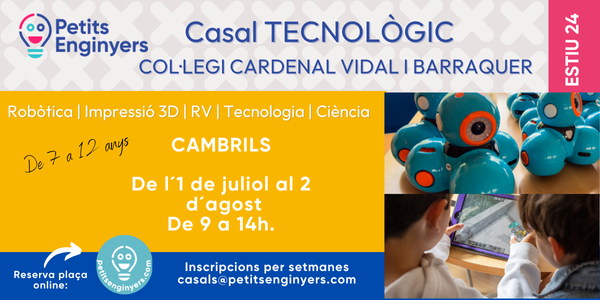 Petits
Enginyers
Casal TECNOLÒGIC
COL·LEGI CARDENAL VIDAL I BARRAQUER
ESTIU 24
Robòtica | Impressió 3D | RV | Tecnologia | Ciència
De 7 a 12 anys
CAMBRILS
De l´1 de juliol al 2
d´agost
De 9 a 14h.
Reserva plaça
online:
petitsenginyers.com
Inscripcions per setmanes
casals@petitsenginyers.com